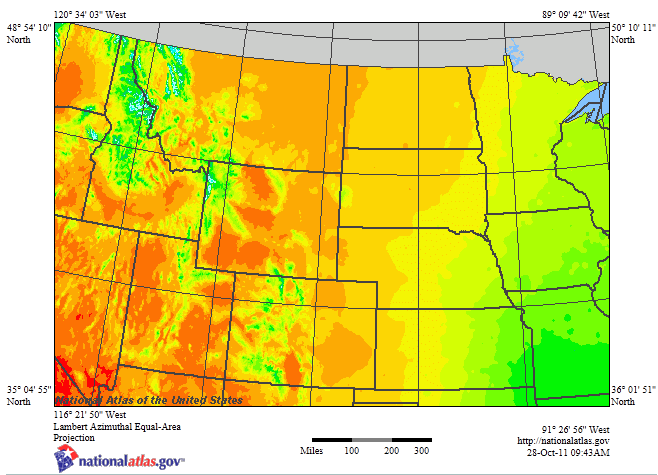 120° 34' 03" West
89° 09' 42" West
48° 54' 10"
North
50° 10' 11"
North
35° 04' 55"
North
36° 01' 51"
North
National Atlas of the United States
116° 21' 50" West
Lambert Azimuthal Equal-Area
Projection
91° 26' 56" West
http://nationalatlas.gov
28-Oct-11 09:43AM
Miles 100 200 300
nationalatlas.gov™